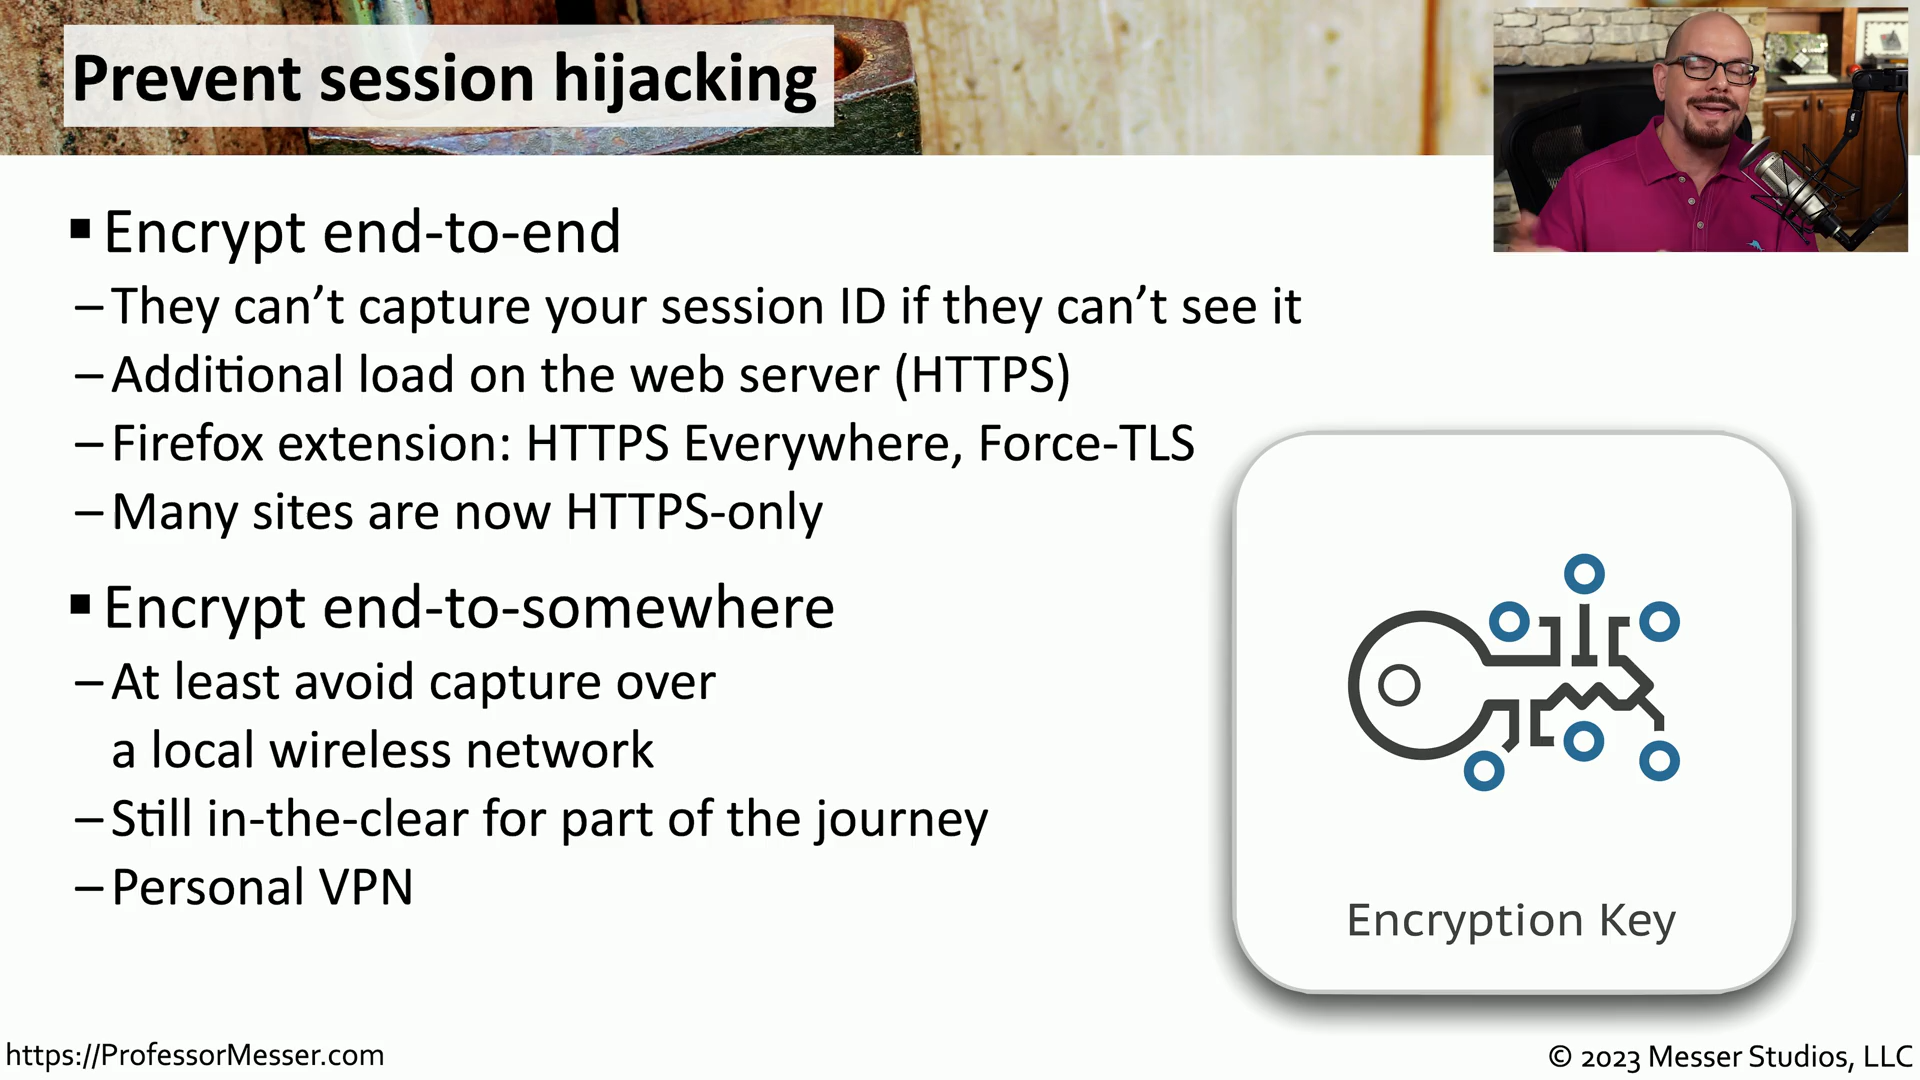 Prevent session hijacking
▪ Encrypt end-to-end
– They can’t capture your session ID if they can’t see it
– Additional load on the web server (HTTPS)
– Firefox extension: HTTPS Everywhere, Force-TLS
– Many sites are now HTTPS-only
▪ Encrypt end-to-somewhere
– At least avoid capture over
a local wireless network
– Still in-the-clear for part of the journey
– Personal VPN
Encryption Key
https://ProfessorMesser.com
© 2023 Messer Studios, LLC